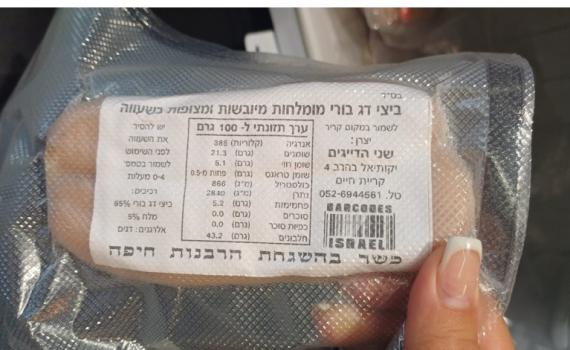 בס"ד
ביצי דג בורי מומלחות מיובשות ומצופות בשעווה
לשמור במקום קריר
יצרן:
שני הדייגים
יקותיאל בהרב 4
קריית חיים
טל. 052-6944561
BARCODES
ISRAEL
ערך תזונתי ל- 100 גרם
אנרגיה (קלוריות) 385
שומנים (גרם) 21.3
שומן רווי (גרם) 5.1
שומן טראנס (גרם) פחות מ-0.5
כולסטרול (מ"ג) 866
נתרן (מ"ג) 2840
פחמימות (גרם) 5.2
סוכרים (גרם) 0.0
כפיות סוכר 0.0
חלבונים (גרם) 43.2
יש להסיר
את השעווה
לפני השימוש
לשמור בטמפ'
0-4 מעלות
רכיבים:
ביצי דג בורי 95%
מלח 5%
אלרגנים: דגים
כשר בהשגחת הרבנות חיפה